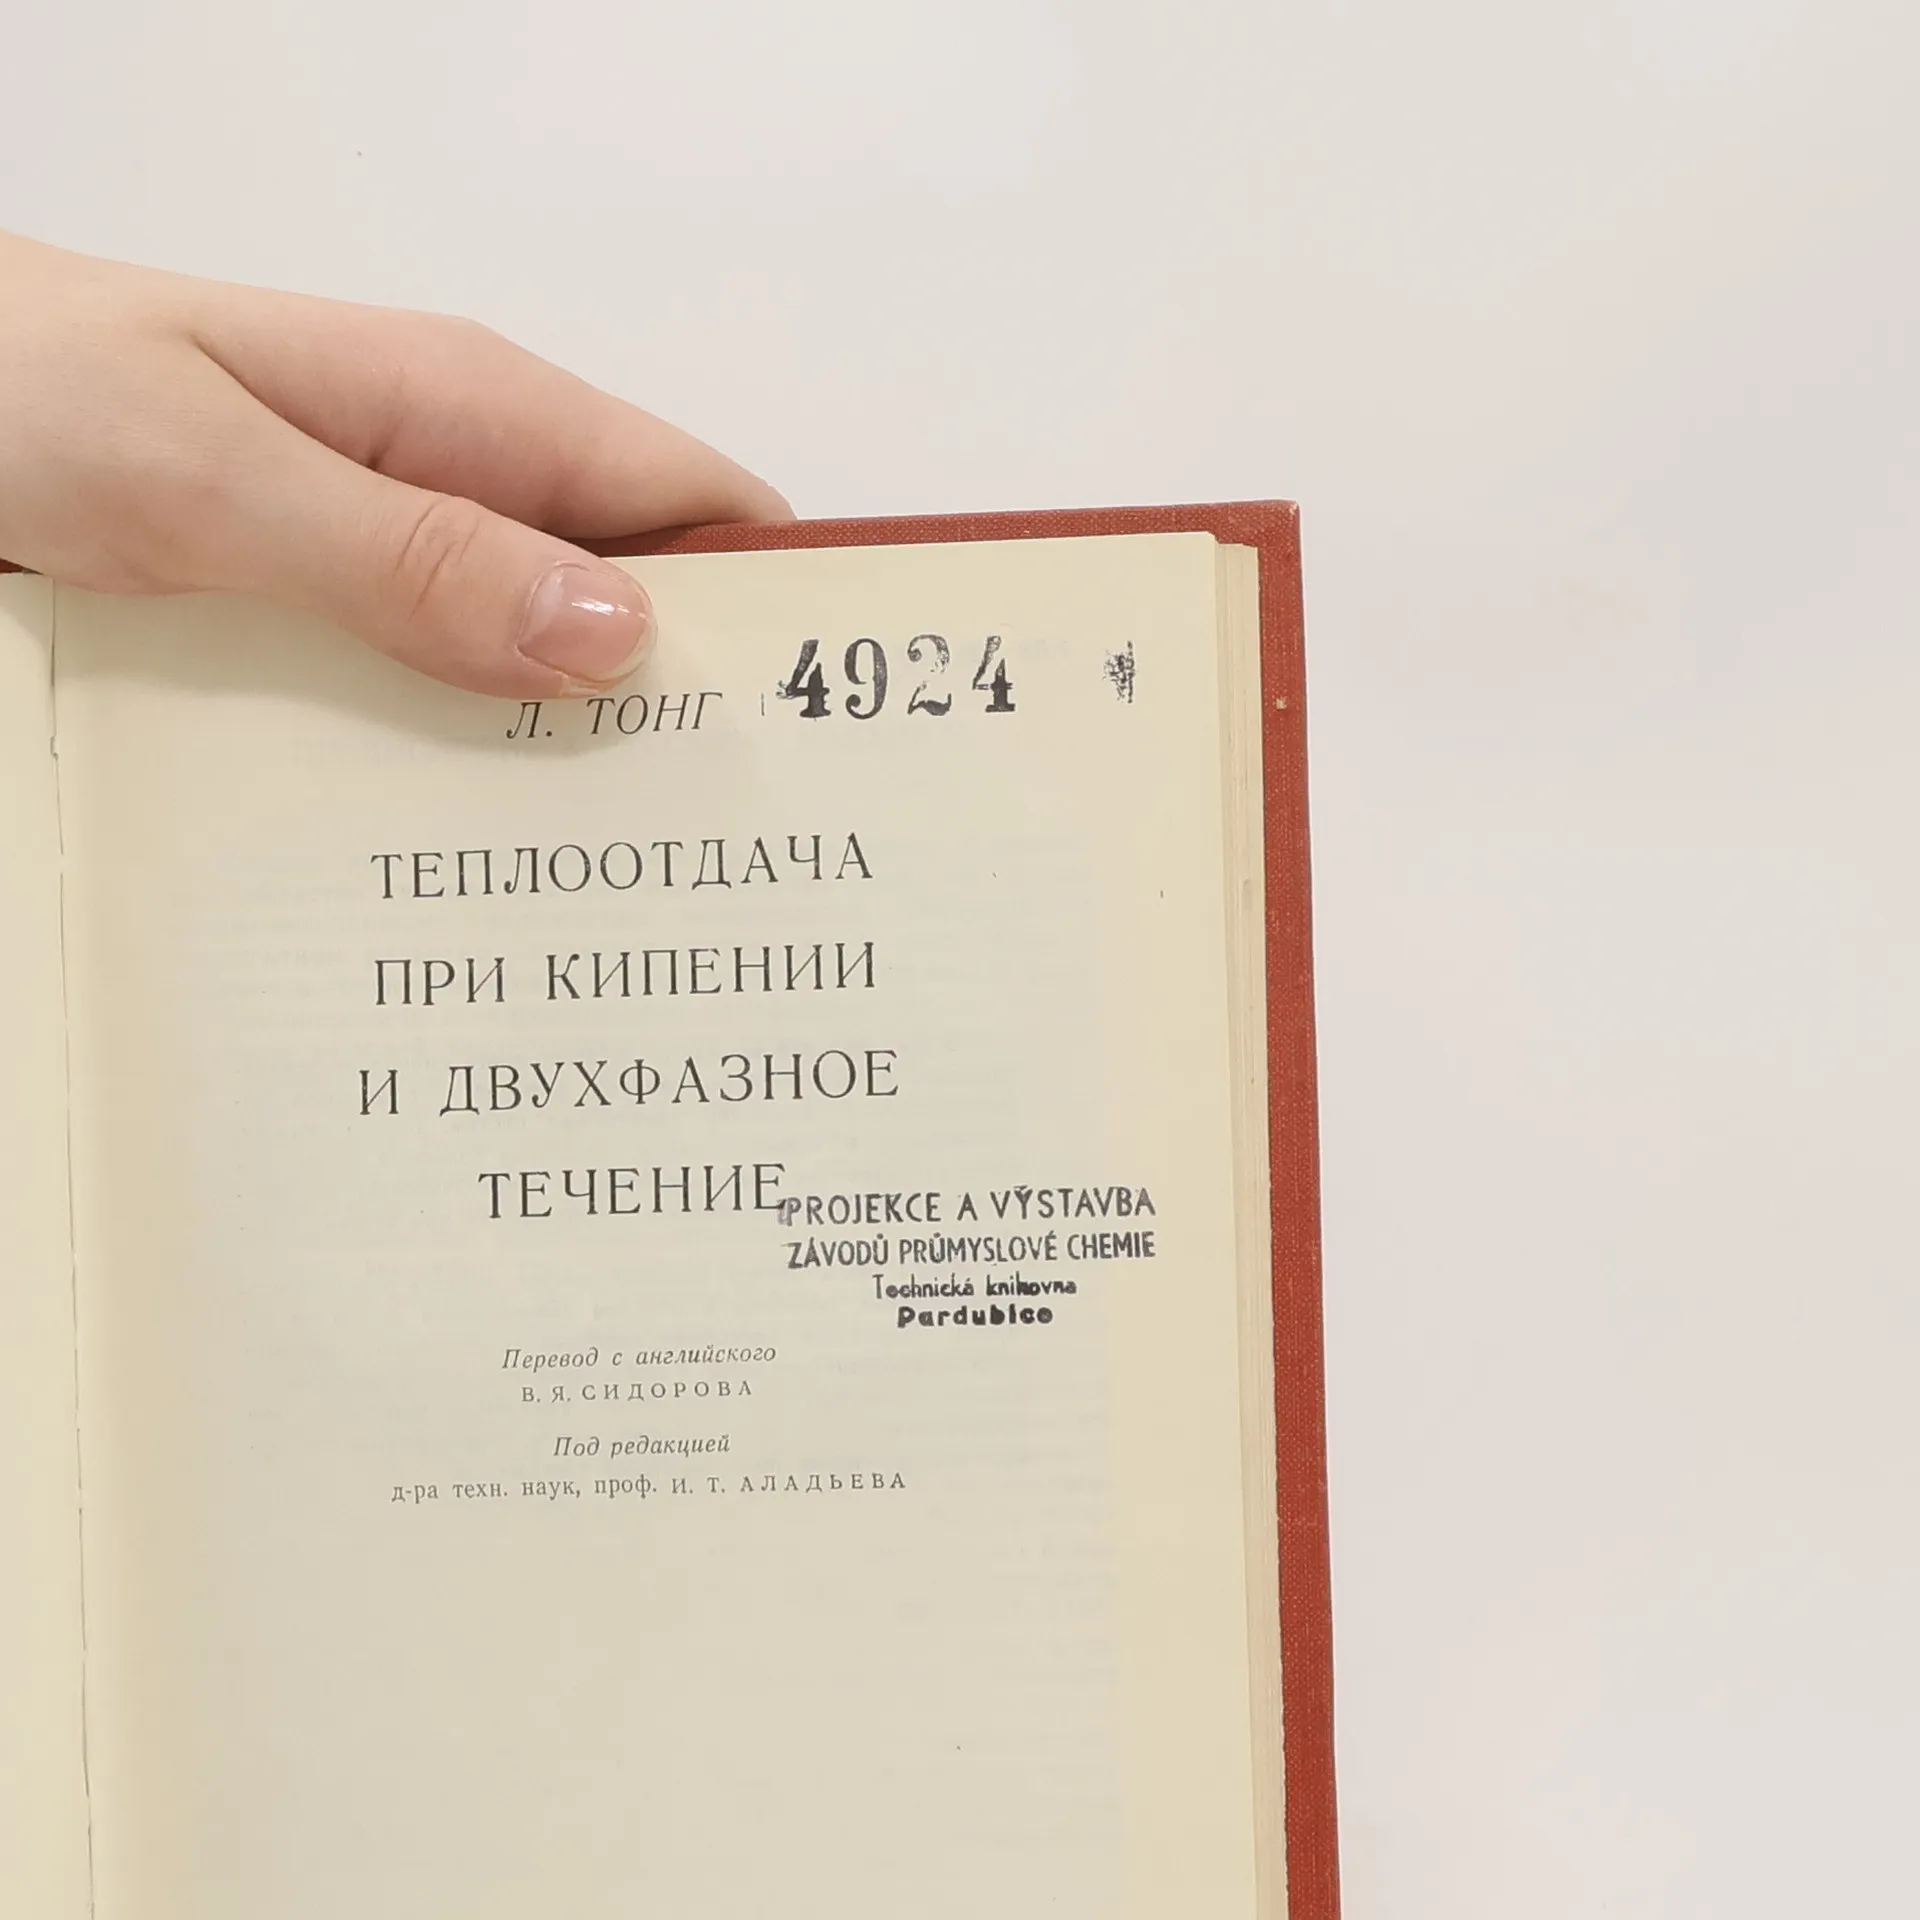 4924
Л. ТОНГ
ТЕПЛООТДАЧА
ПРИ КИПЕНИИ
И ДВУХФАЗНОЕ
ТЕЧЕНИЕ
PROJEKCE A VÝSTAVBA
ZÁVODŮ PRŮMYSLOVÉ CHEMIE
Technická knihovna
Pardubice
Перевод с английского
В. Я. СИДОРОВА
Под редакцией
д-ра техн. наук, проф. И. Т. АЛАДЬЕВА